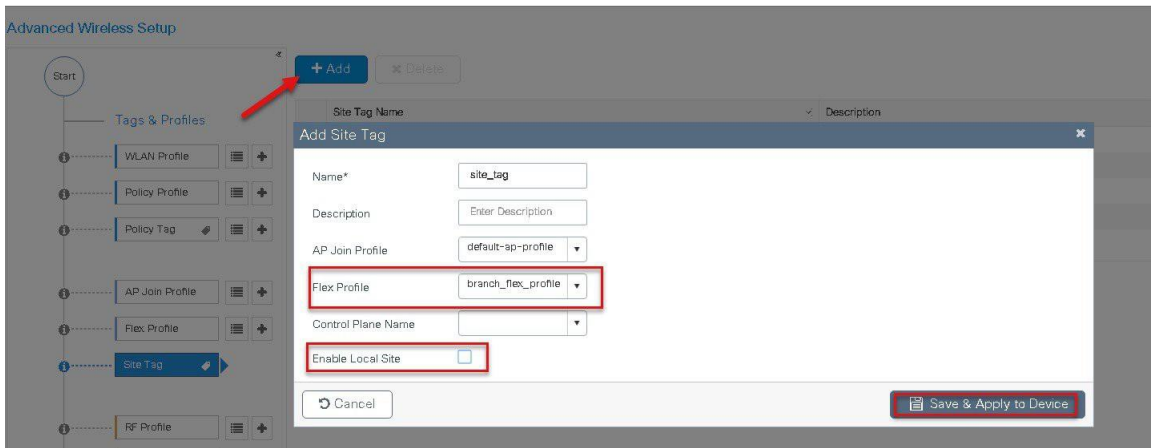 Advanced Wireless Setup
Start
Tags & Profiles
WLAN Profile
Policy Profile
Policy Tag
AP Join Profile
Flex Profile
Site Tag
RF Profile
+ Add
✖ Delete
Site Tag Name
Description
Add Site Tag
Name* site_tag
Description Enter Description
AP Join Profile default-ap-profile
Flex Profile branch_flex_profile
Control Plane Name
Enable Local Site
Cancel
Save & Apply to Device